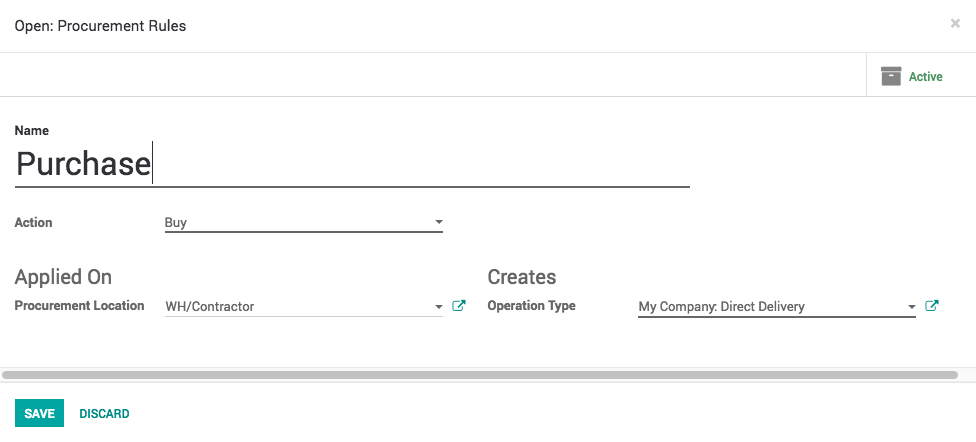 Open: Procurement Rules ×
Active
Name
Purchase
Action Buy
Applied On Creates
Procurement Location WH/Contractor Operation Type My Company: Direct Delivery
SAVE DISCARD